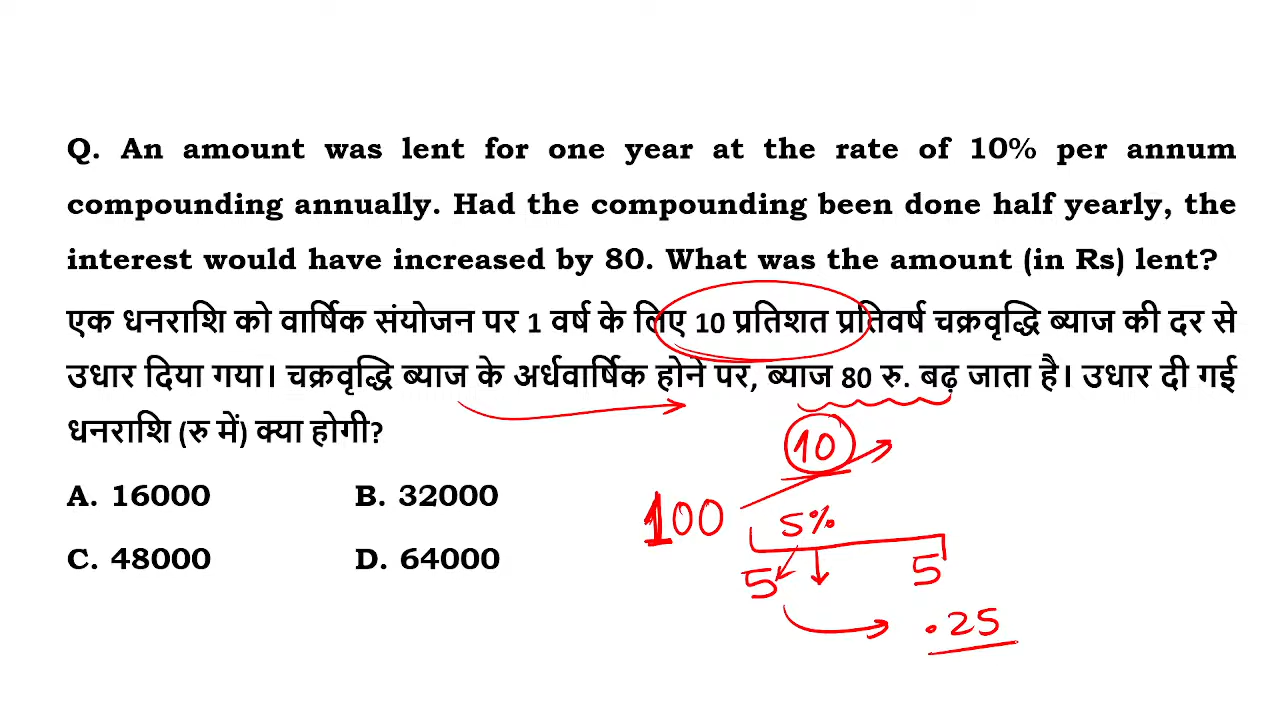 Q. An amount was lent for one year at the rate of 10% per annum
compounding annually. Had the compounding been done half yearly, the
interest would have increased by 80. What was the amount (in Rs) lent?
एक धनराशि को वार्षिक संयोजन पर 1 वर्ष के लिए 10 प्रतिशत प्रतिवर्ष चक्रवृद्धि ब्याज की दर से
उधार दिया गया। चक्रवृद्धि ब्याज के अर्धवार्षिक होने पर, ब्याज 80 रु. बढ़ जाता है। उधार दी गई
धनराशि (रु में) क्या होगी?
10
A. 16000 B. 32000
100 5%
C. 48000 D. 64000
5 5
.25